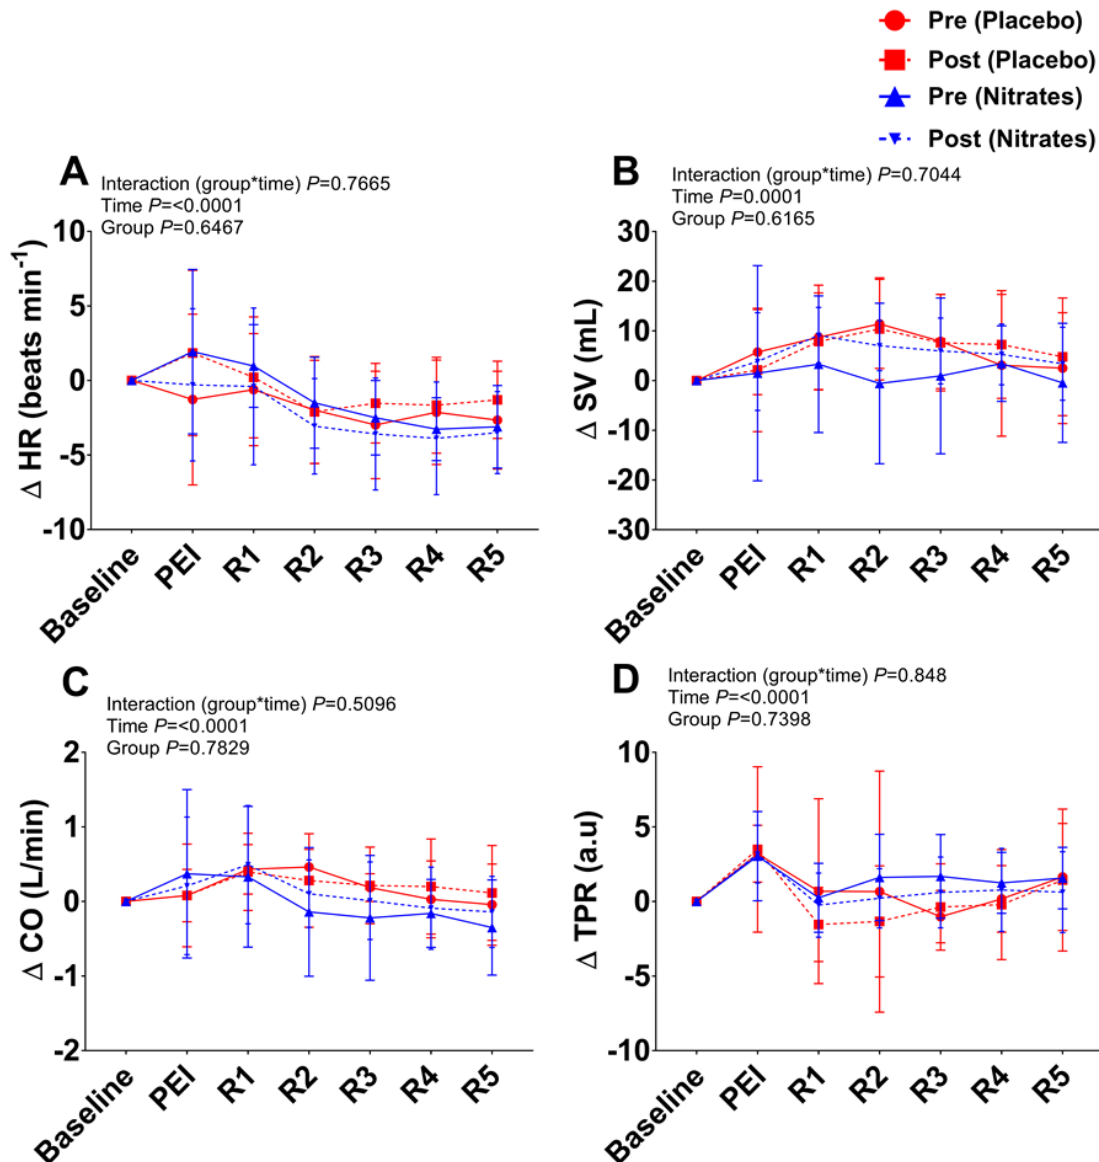 Pre (Placebo)
Post (Placebo)
Pre (Nitrates)
Post (Nitrates)
A
Interaction (group*time) P=0.7665
Time P=<0.0001
Group P=0.6467
Δ HR (beats min⁻¹)
10
5
0
-5
-10
Baseline
PEI
R1
R2
R3
R4
R5
B
Interaction (group*time) P=0.7044
Time P=0.0001
Group P=0.6165
Δ SV (mL)
30
20
10
0
-10
-20
-30
Baseline
PEI
R1
R2
R3
R4
R5
C
Interaction (group*time) P=0.5096
Time P=<0.0001
Group P=0.7829
Δ CO (L/min)
2
1
0
-1
-2
Baseline
PEI
R1
R2
R3
R4
R5
D
Interaction (group*time) P=0.848
Time P=<0.0001
Group P=0.7398
Δ TPR (a.u)
10
5
0
-5
-10
Baseline
PEI
R1
R2
R3
R4
R5